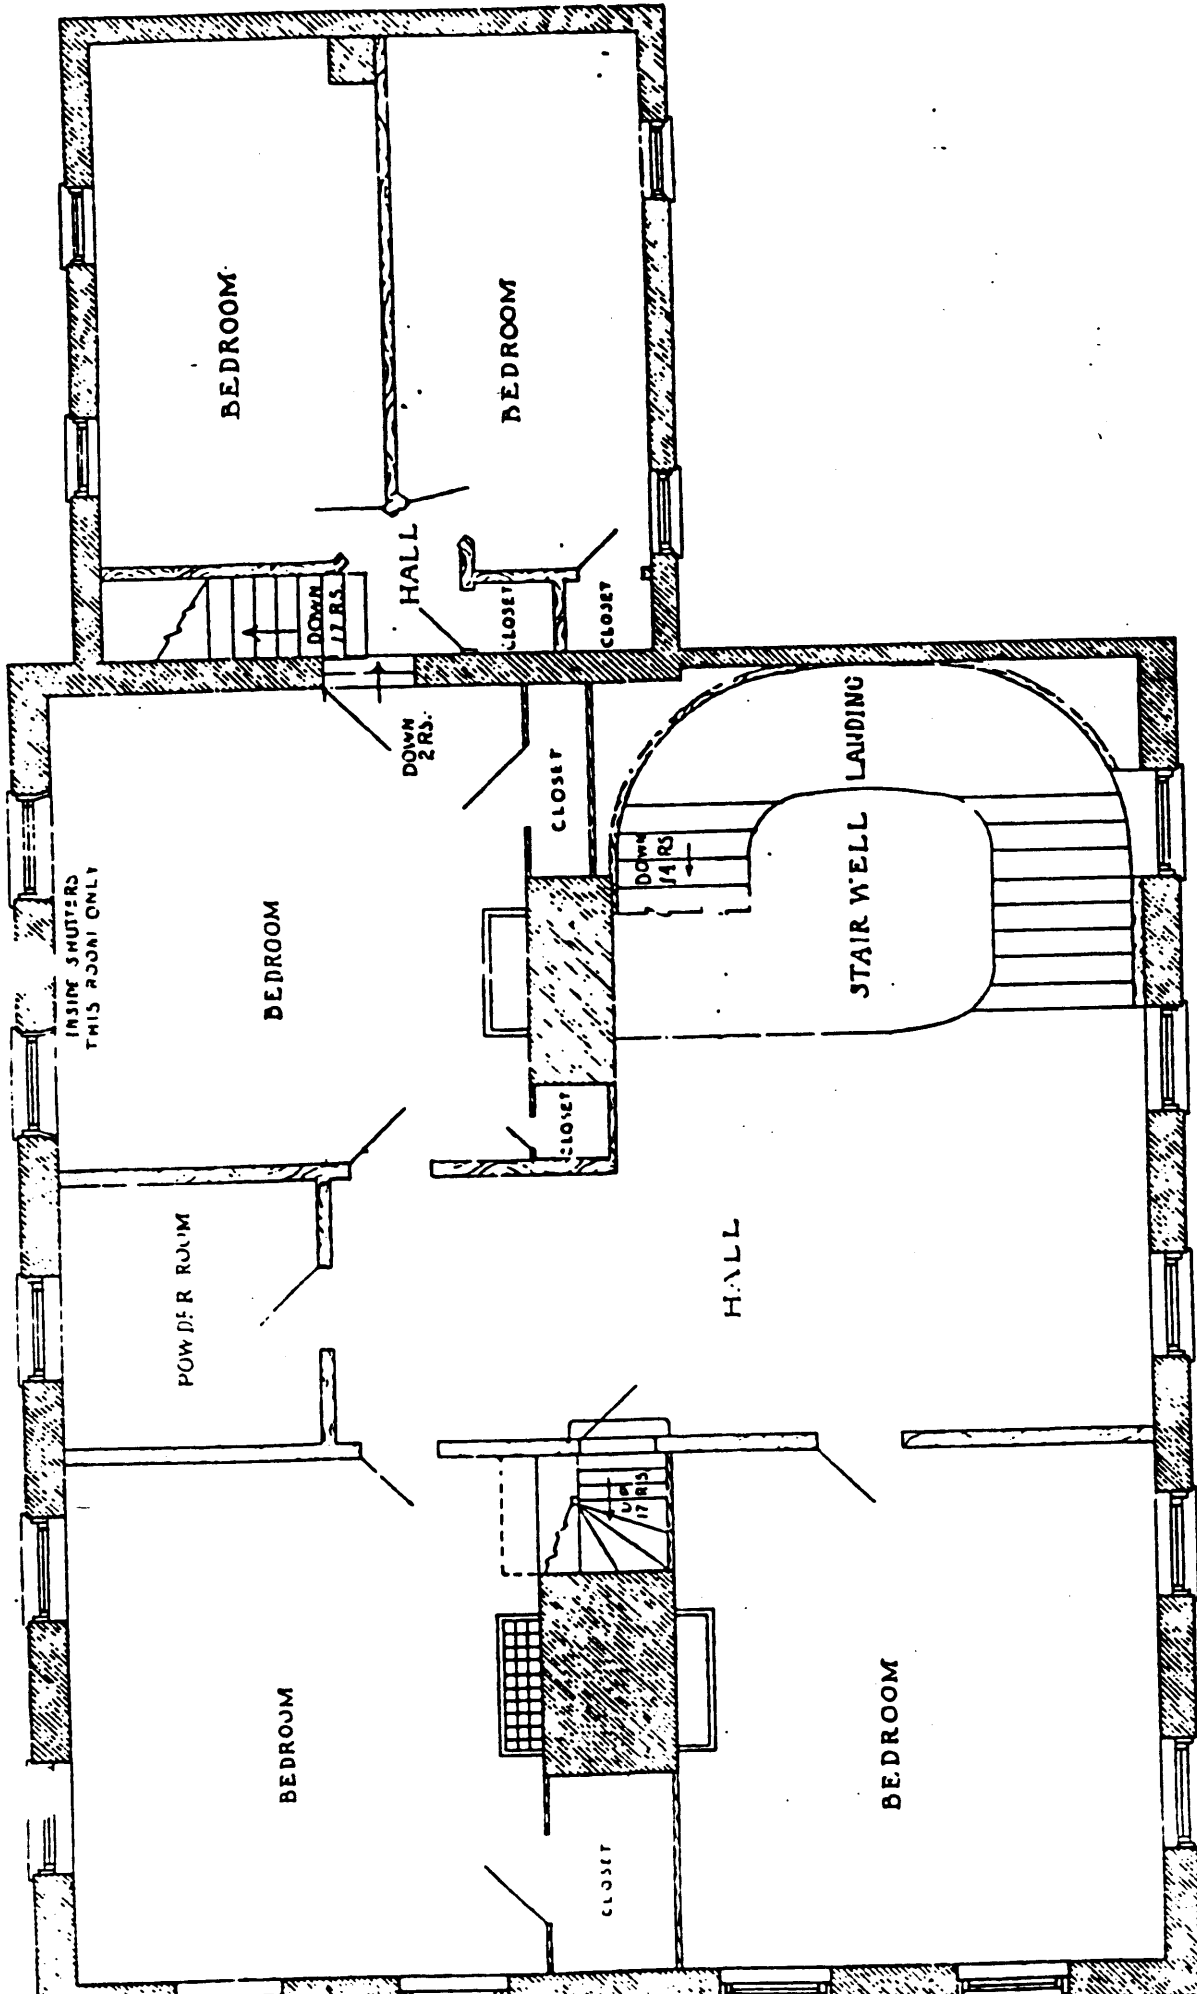 BEDROOM
BEDROOM
HALL
DOWN
17 RS.
CLOSET
CLOSET
DOWN
2 RS.
CLOSET
LANDING
STAIR WELL
DOWN
14 RS
INSIDE SHUTTERS
THIS ROOM ONLY
BEDROOM
CLOSET
POWDER ROOM
HALL
UP
17 RS
BEDROOM
BEDROOM
CLOSET